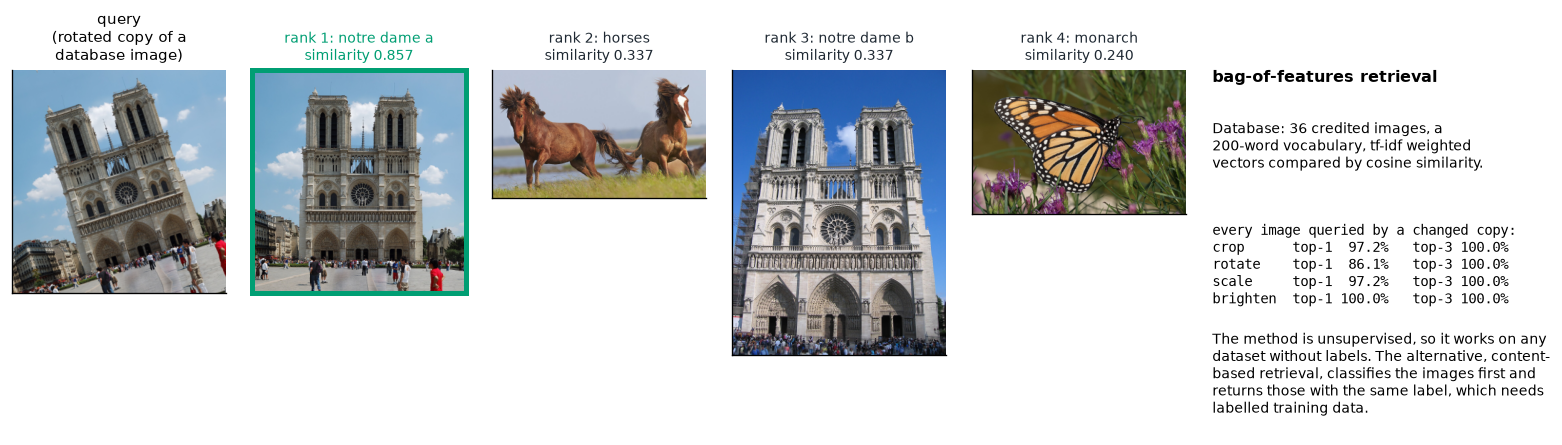 query
(rotated copy of a
database image)
rank 1: notre dame a
similarity 0.857
rank 2: horses
similarity 0.337
rank 3: notre dame b
similarity 0.337
rank 4: monarch
similarity 0.240
bag-of-features retrieval
Database: 36 credited images, a
200-word vocabulary, tf-idf weighted
vectors compared by cosine similarity.
every image queried by a changed copy:
crop      top-1  97.2%   top-3 100.0%
rotate    top-1  86.1%   top-3 100.0%
scale     top-1  97.2%   top-3 100.0%
brighten  top-1 100.0%   top-3 100.0%
The method is unsupervised, so it works on any
dataset without labels. The alternative, content-
based retrieval, classifies the images first and
returns those with the same label, which needs
labelled training data.